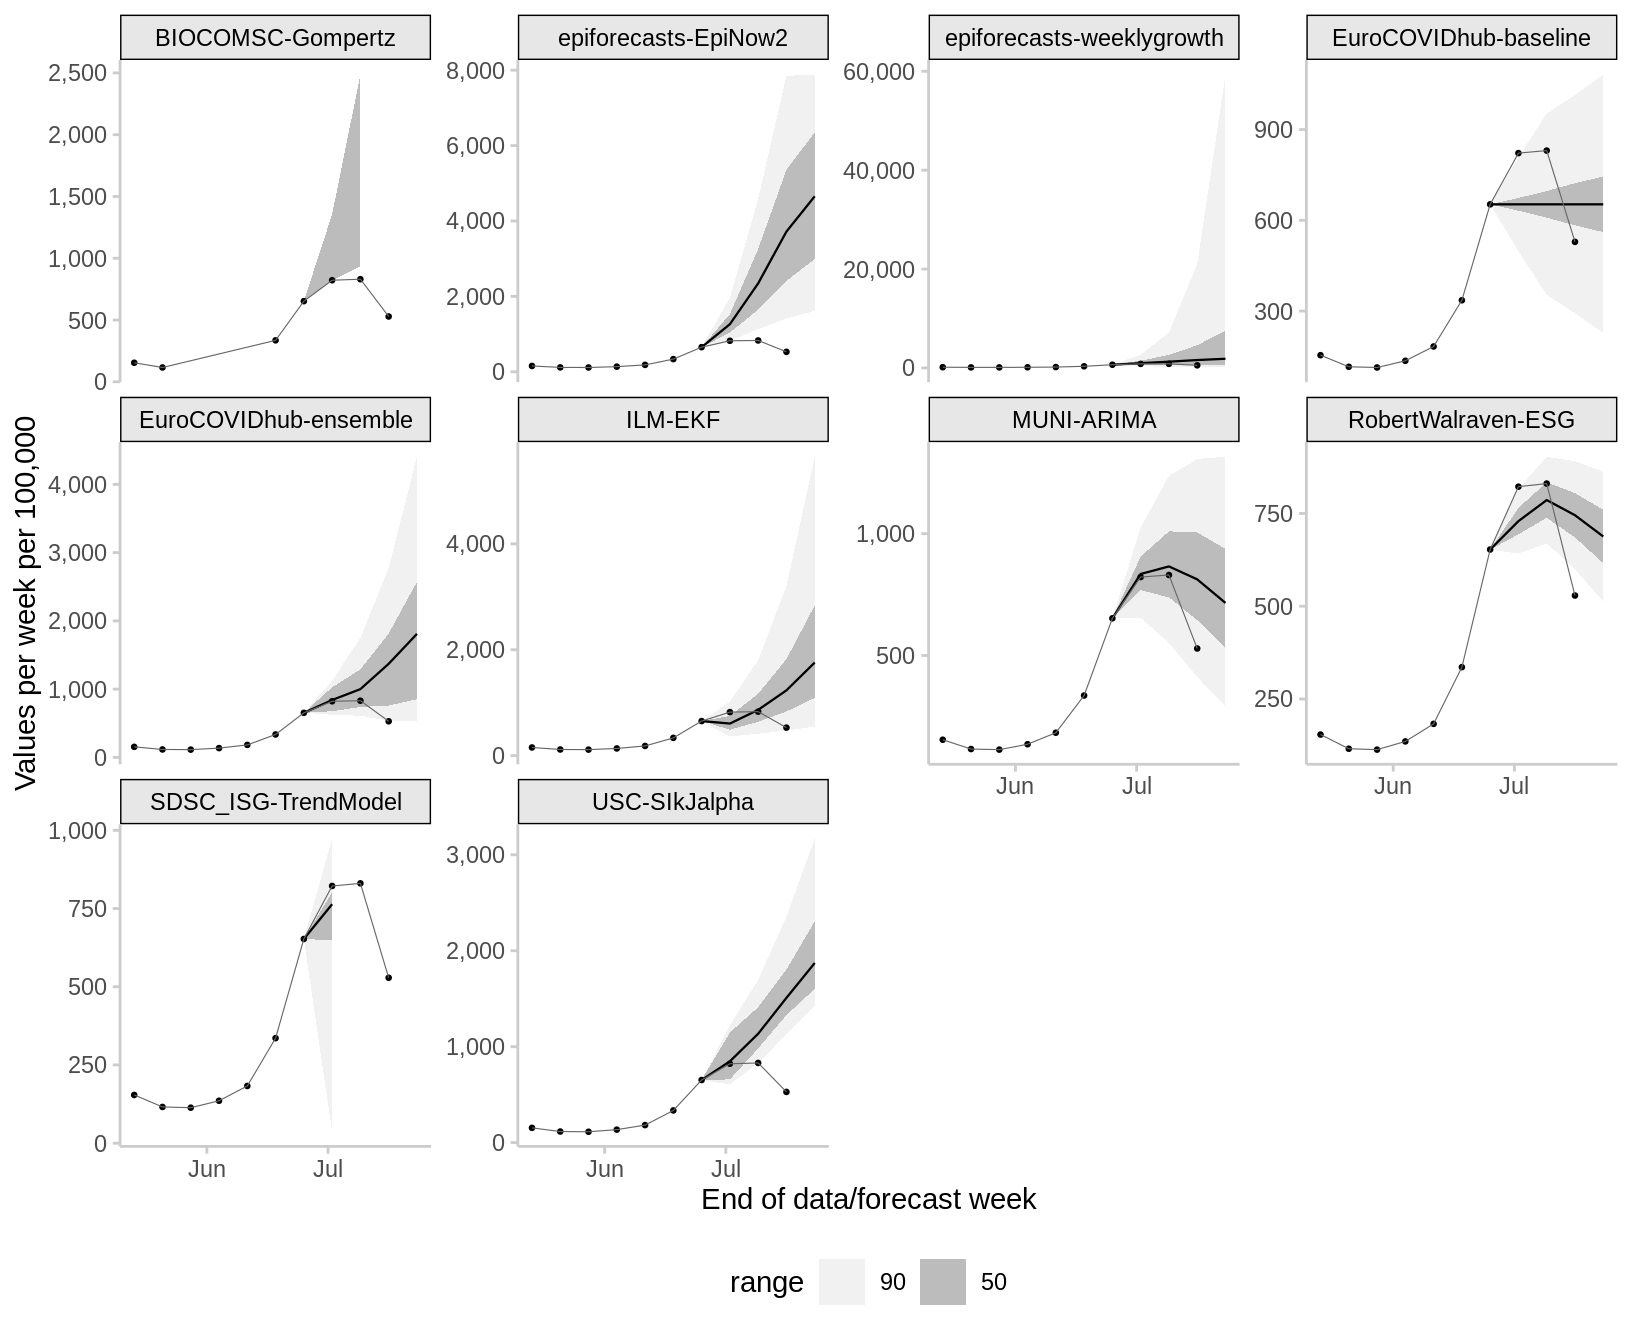 BIOCOMSC-Gompertz
epiforecasts-EpiNow2
epiforecasts-weeklygrowth
EuroCOVIDhub-baseline
2,500
2,000
1,500
1,000
500
0
8,000
6,000
4,000
2,000
0
60,000
40,000
20,000
0
900
600
300
Values per week per 100,000
EuroCOVIDhub-ensemble
ILM-EKF
MUNI-ARIMA
RobertWalraven-ESG
4,000
3,000
2,000
1,000
0
4,000
2,000
0
1,000
500
Jun
Jul
750
500
250
Jun
Jul
SDSC_ISG-TrendModel
USC-SIkJalpha
1,000
750
500
250
0
Jun
Jul
3,000
2,000
1,000
0
Jun
Jul
End of data/forecast week
range 90 50